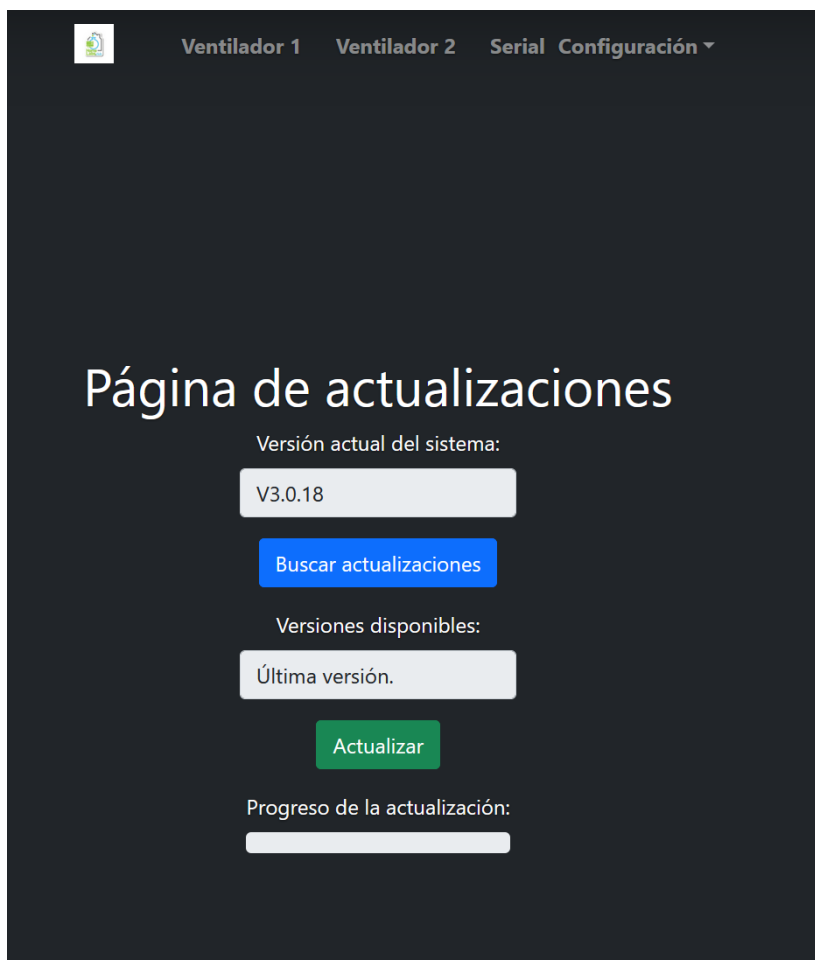 Ventilador 1 Ventilador 2 Serial Configuración
Página de actualizaciones
Versión actual del sistema:
V3.0.18
Buscar actualizaciones
Versiones disponibles:
Última versión.
Actualizar
Progreso de la actualización: